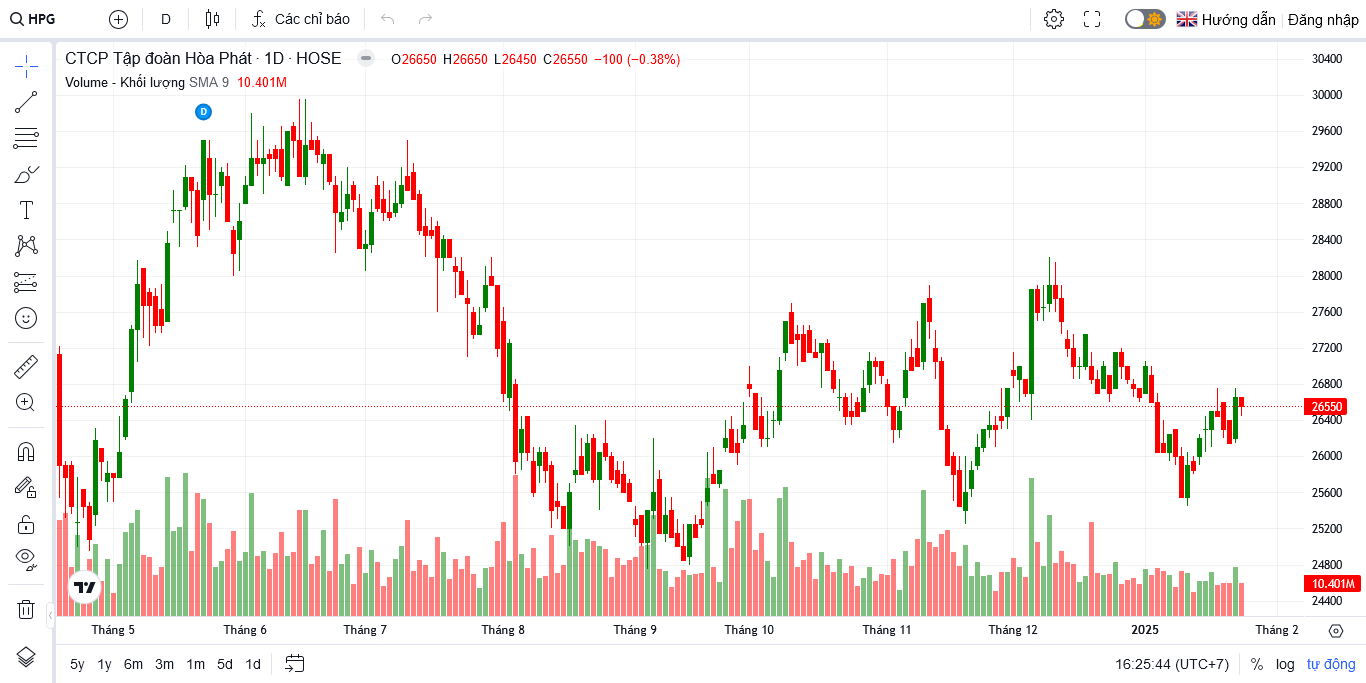 HPG D Các chỉ báo Hướng dẫn Đăng nhập
CTCP Tập đoàn Hòa Phát · 1D · HOSE O26650 H26650 L26450 C26550 −100 (−0.38%)
Volume - Khối lượng SMA 9 10.401M
D
30400
30000
29600
29200
28800
28400
28000
27600
27200
26800
26550
26400
26000
25600
25200
24800
10.401M
24400
Tháng 5 Tháng 6 Tháng 7 Tháng 8 Tháng 9 Tháng 10 Tháng 11 Tháng 12 2025 Tháng 2
5y 1y 6m 3m 1m 5d 1d 16:25:44 (UTC+7) % log tự động